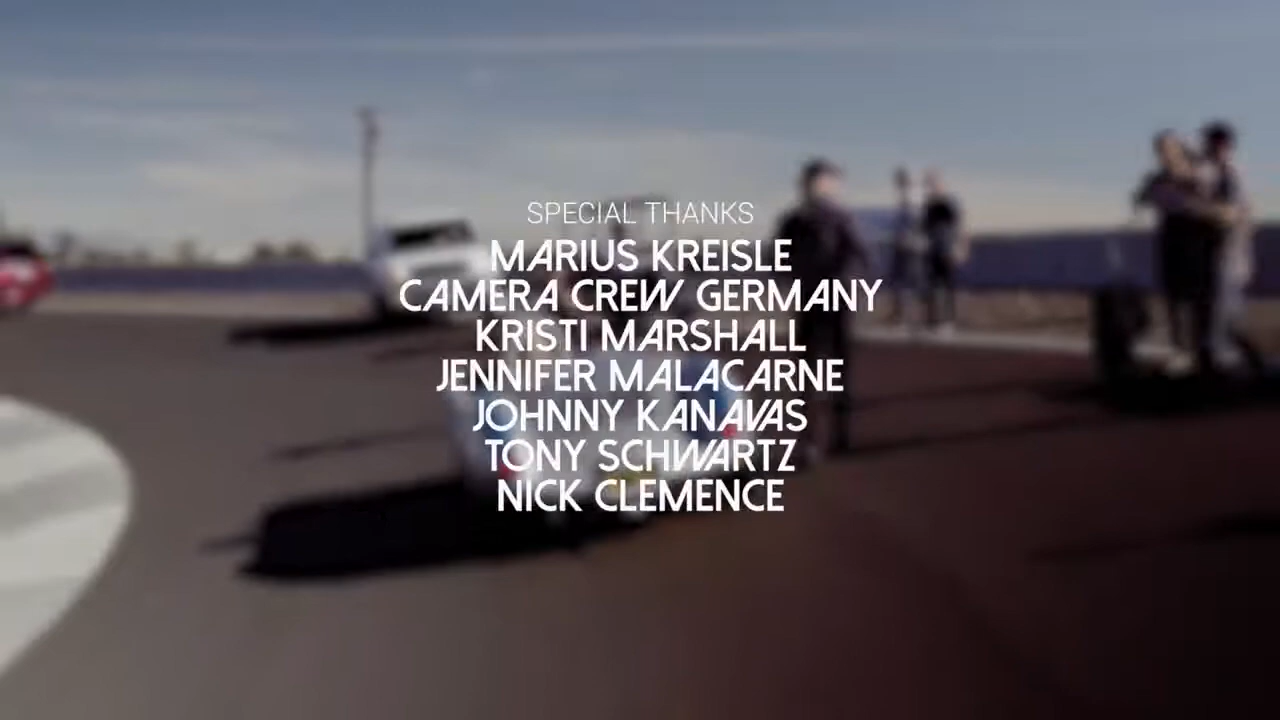 SPECIAL THANKS
MARIUS KREISLE
CAMERA CREW GERMANY
KRISTI MARSHALL
JENNIFER MALACARNE
JOHNNY KANAVAS
TONY SCHWARTZ
NICK CLEMENCE